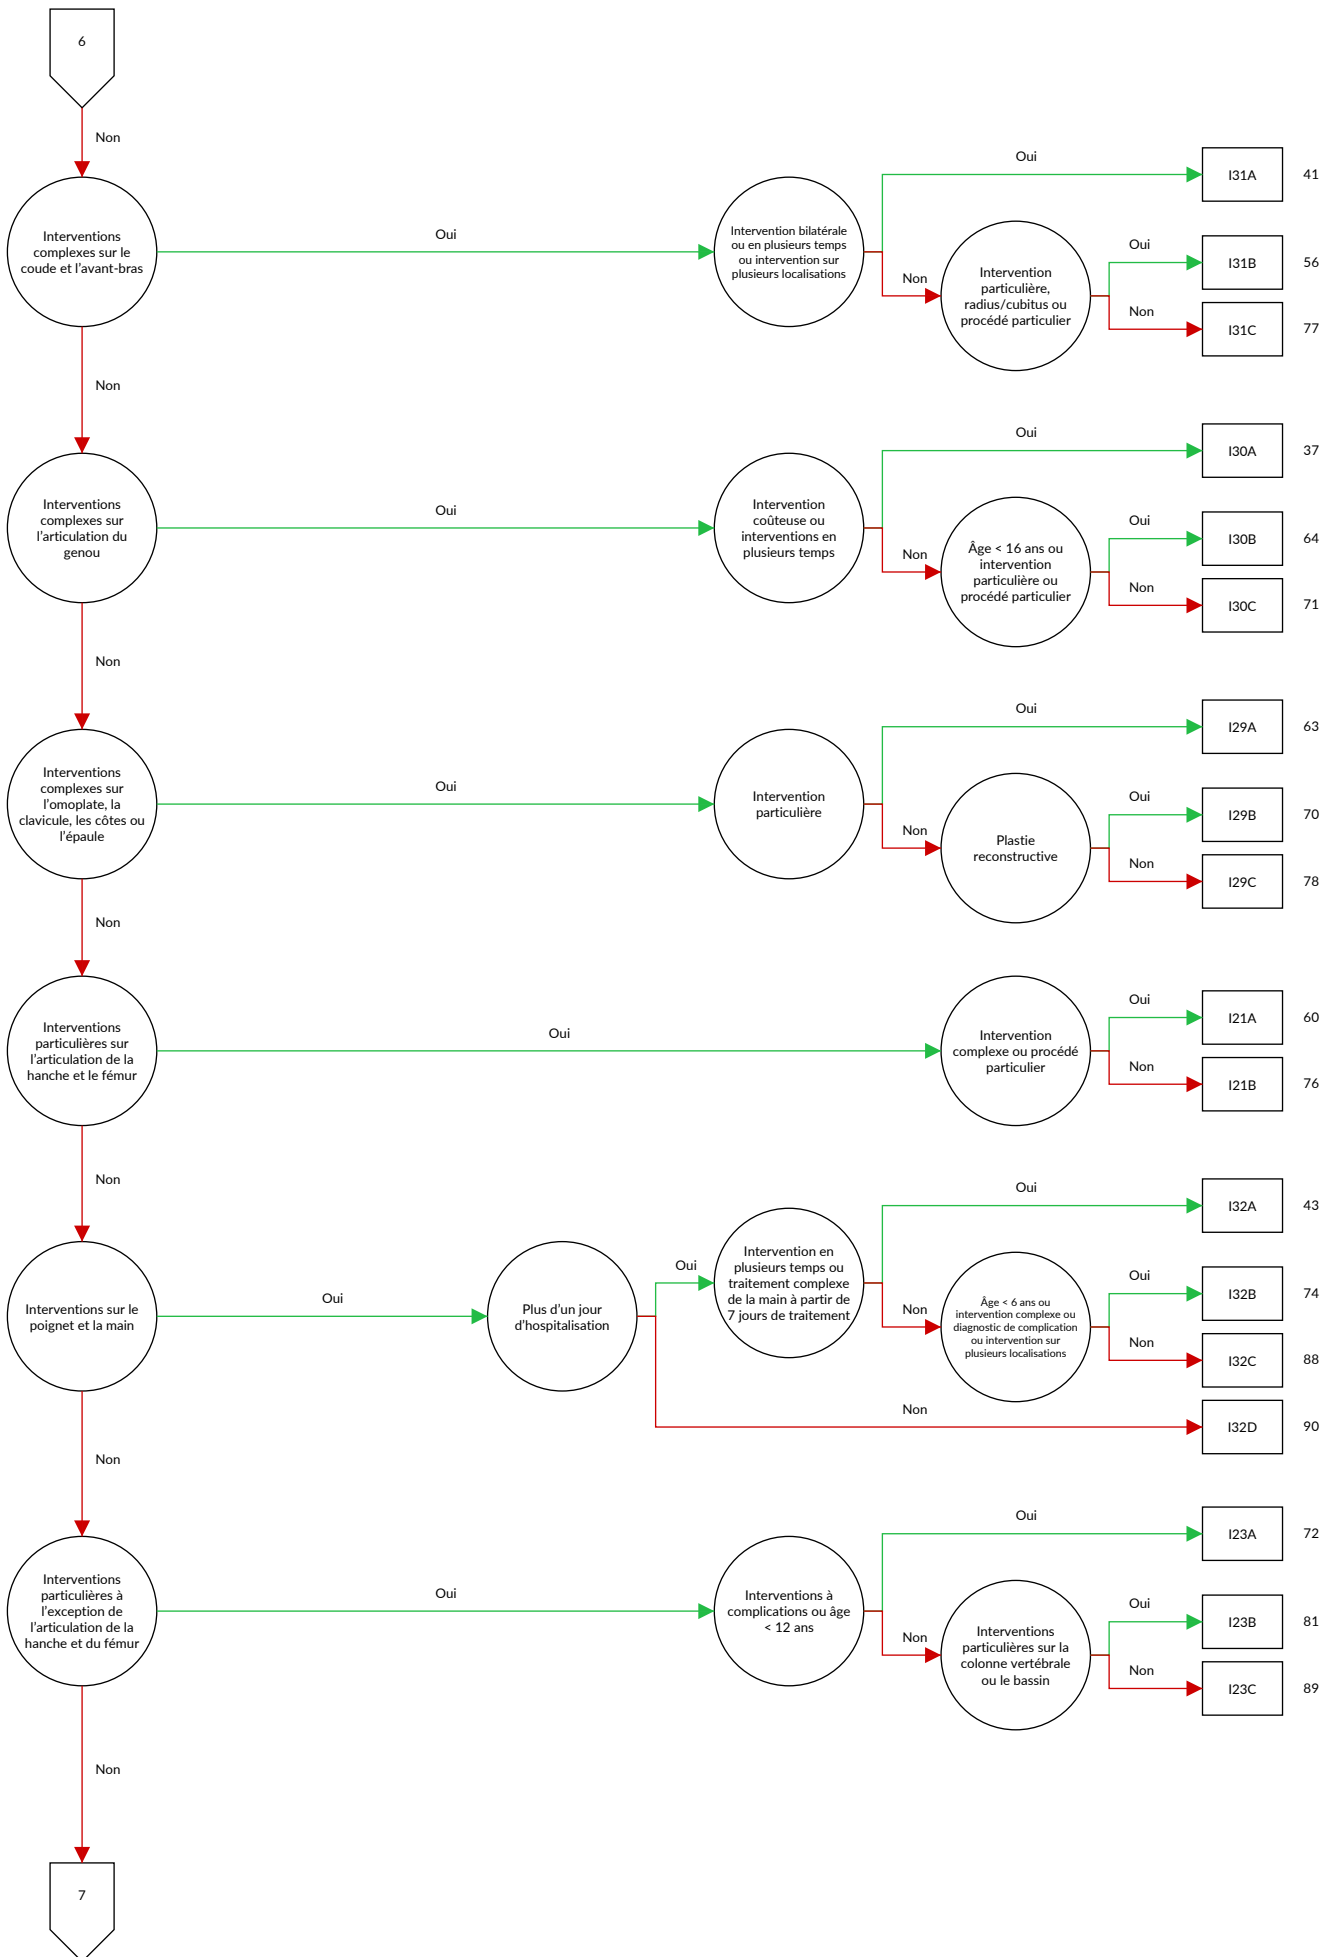 6
Non
Interventions
complexes sur le
coude et l'avant-bras
Oui
Intervention bilatérale
ou en plusieurs temps
ou intervention sur
plusieurs localisations
Oui
I31A
41
Non
Intervention
particulière,
radius/cubitus ou
procédé particulier
Oui
I31B
56
Non
I31C
77
Non
Interventions
complexes sur
l'articulation du
genou
Oui
Intervention
coûteuse ou
interventions en
plusieurs temps
Oui
I30A
37
Non
Âge < 16 ans ou
intervention
particulière ou
procédé particulier
Oui
I30B
64
Non
I30C
71
Non
Interventions
complexes sur
l'omoplate, la
clavicule, les côtes ou
l'épaule
Oui
Intervention
particulière
Oui
I29A
63
Non
Plastie
reconstructive
Oui
I29B
70
Non
I29C
78
Non
Interventions
particulières sur
l'articulation de la
hanche et le fémur
Oui
Intervention
complexe ou procédé
particulier
Oui
I21A
60
Non
I21B
76
Non
Interventions sur le
poignet et la main
Oui
Plus d'un jour
d'hospitalisation
Oui
Intervention en
plusieurs temps ou
traitement complexe
de la main à partir de
7 jours de traitement
Oui
I32A
43
Non
Âge < 6 ans ou
intervention complexe ou
diagnostic de complication
ou intervention sur
plusieurs localisations
Oui
I32B
74
Non
I32C
88
Non
I32D
90
Non
Interventions
particulières à
l'exception de
l'articulation de la
hanche et du fémur
Oui
Interventions à
complications ou âge
< 12 ans
Oui
I23A
72
Non
Interventions
particulières sur la
colonne vertébrale
ou le bassin
Oui
I23B
81
Non
I23C
89
Non
7